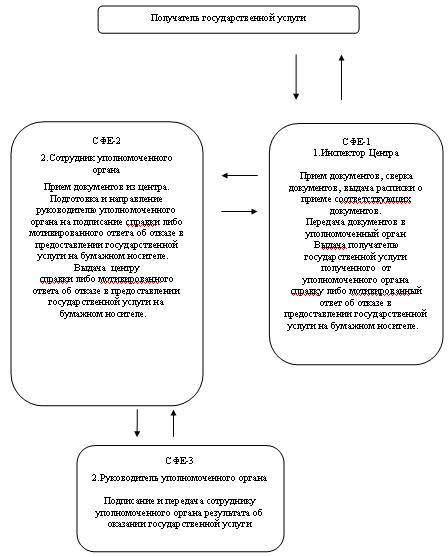 Получатель государственной услуги
СФЕ-2
2.Сотрудник уполномоченного
органа
Прием документов из центра.
Подготовка и направление
руководителю уполномоченного
органа на подписание справки либо
мотивированного ответа об отказе в
предоставлении государственной
услуги на бумажном носителе.
Выдача центру
справки либо мотивированного
ответа об отказе в предоставлении
государственной услуги на
бумажном носителе.
СФЕ-1
1.Инспектор Центра
Прием документов, сверка
документов, выдача расписки о
приеме соответствующих
документов.
Передача документов в
уполномоченный орган
Выдача получателю
государственной услуги
полученного от
уполномоченного органа
справку либо мотивированный
ответ об отказе в
предоставлении государственной
услуги на бумажном носителе.
СФЕ-3
2.Руководитель уполномоченного органа
Подписание и передача сотруднику
уполномоченного органа результата об
оказании государственной услуги